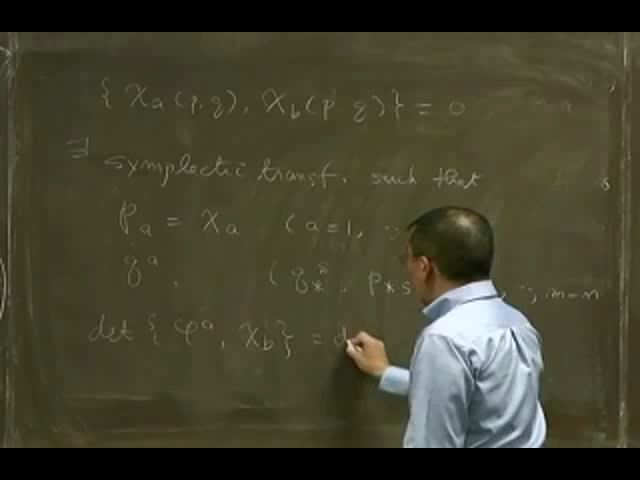 { χa (p, q), χb (p q) } = 0
∃ symplectic transf. such that
Pa = χa ( a = 1,
q^a, ( q*^s, p*s , m-n
det { φ^a, χb } = d